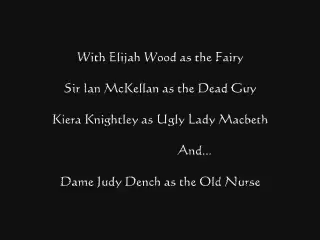 With Elijah Wood as the Fairy
Sir Ian McKellan as the Dead Guy
Kiera Knightley as Ugly Lady Macbeth
And...
Dame Judy Dench as the Old Nurse